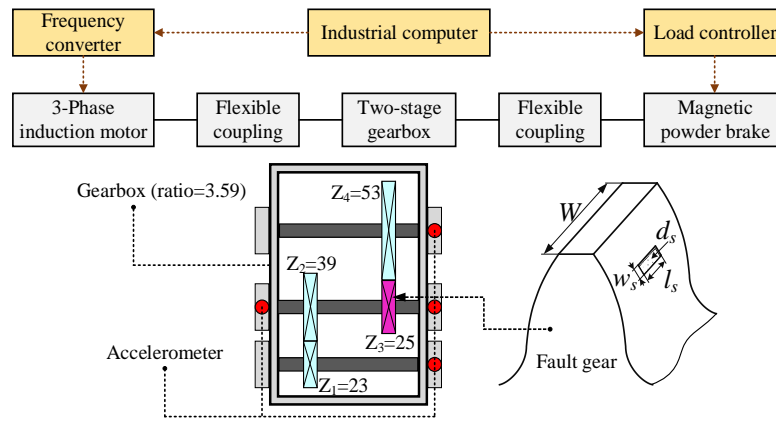 Frequency
converter
Industrial computer
Load controller
3-Phase
induction motor
Flexible
coupling
Two-stage
gearbox
Flexible
coupling
Magnetic
powder brake
Gearbox (ratio=3.59)
Z₄=53
Z₂=39
Z₃=25
Z₁=23
Accelerometer
W
dₛ
wₛ
lₛ
Fault gear